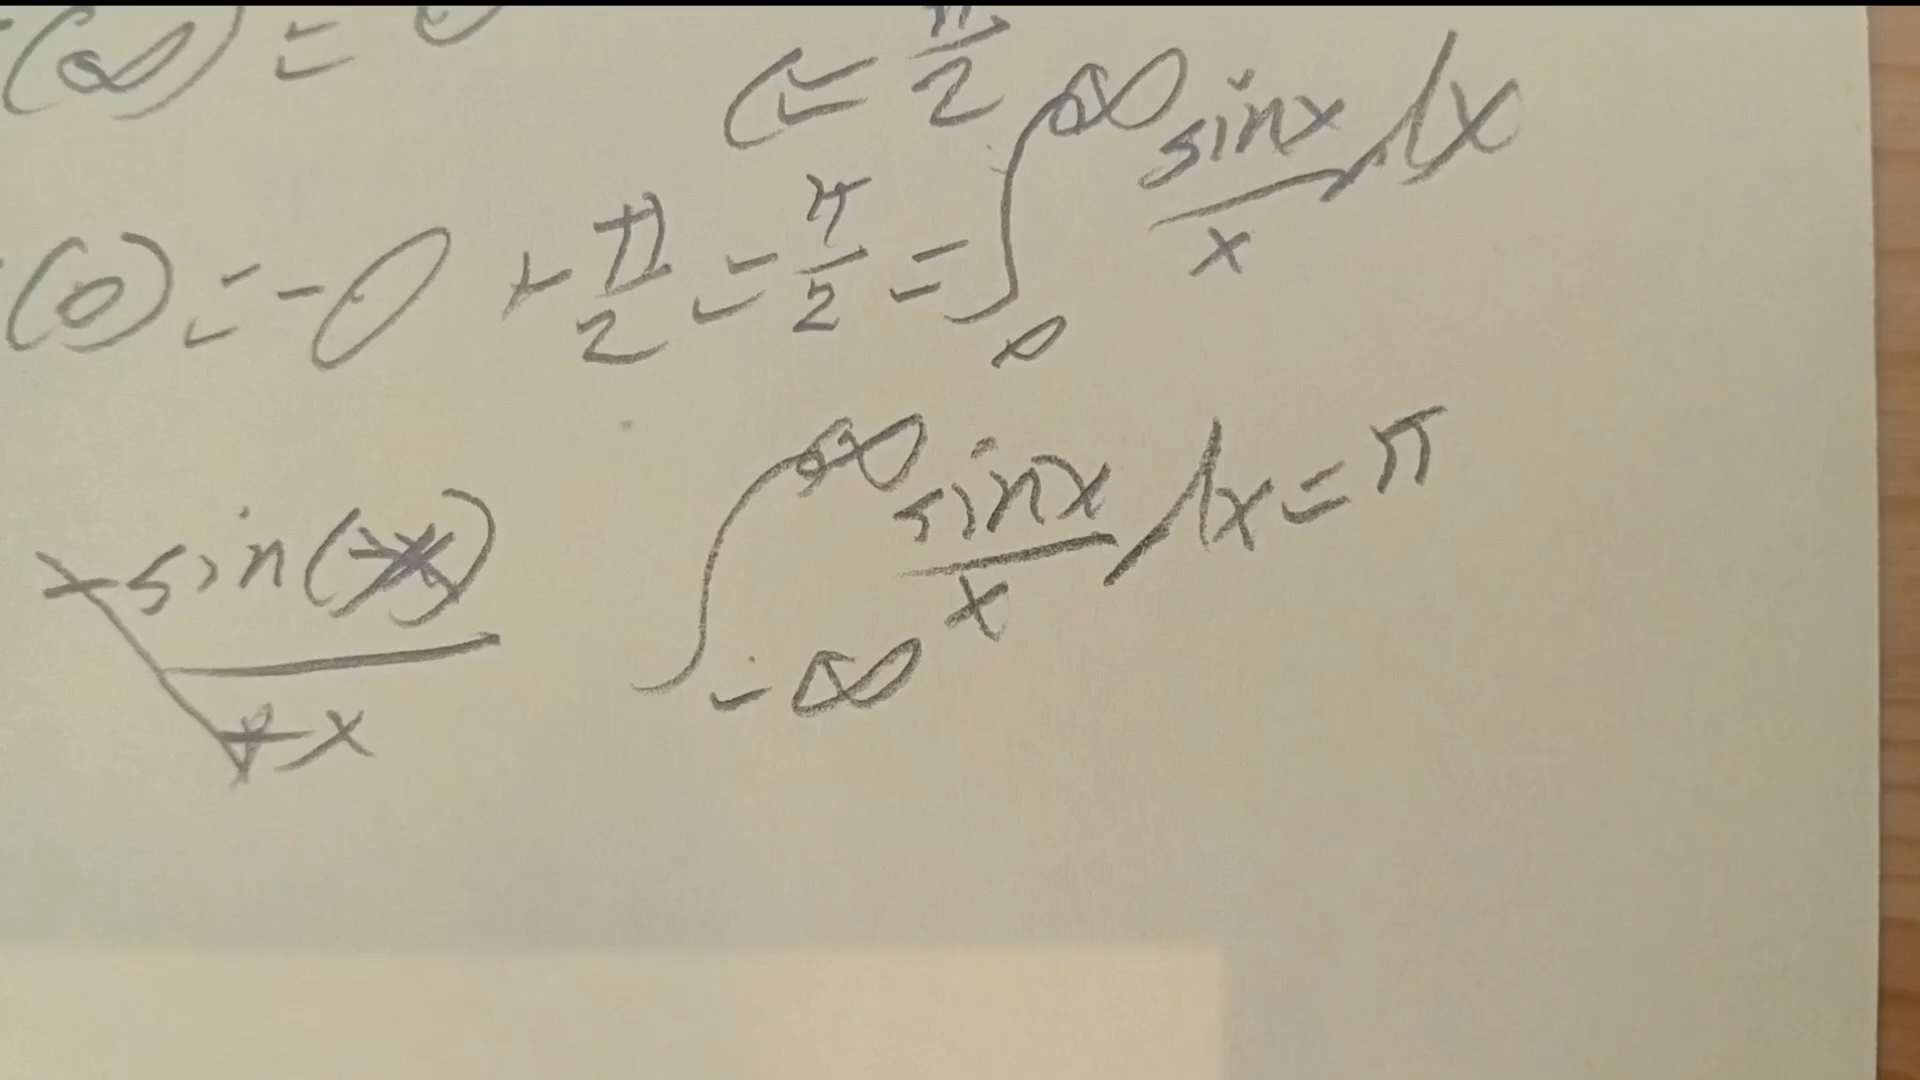 (∞) = 0
C = π/2
(0) = -0 + π/2 = π/2 = ∫₀^∞ sinx/x dx
∫_{-∞}^∞ sinx/x dx = π
-sin(x)/-x